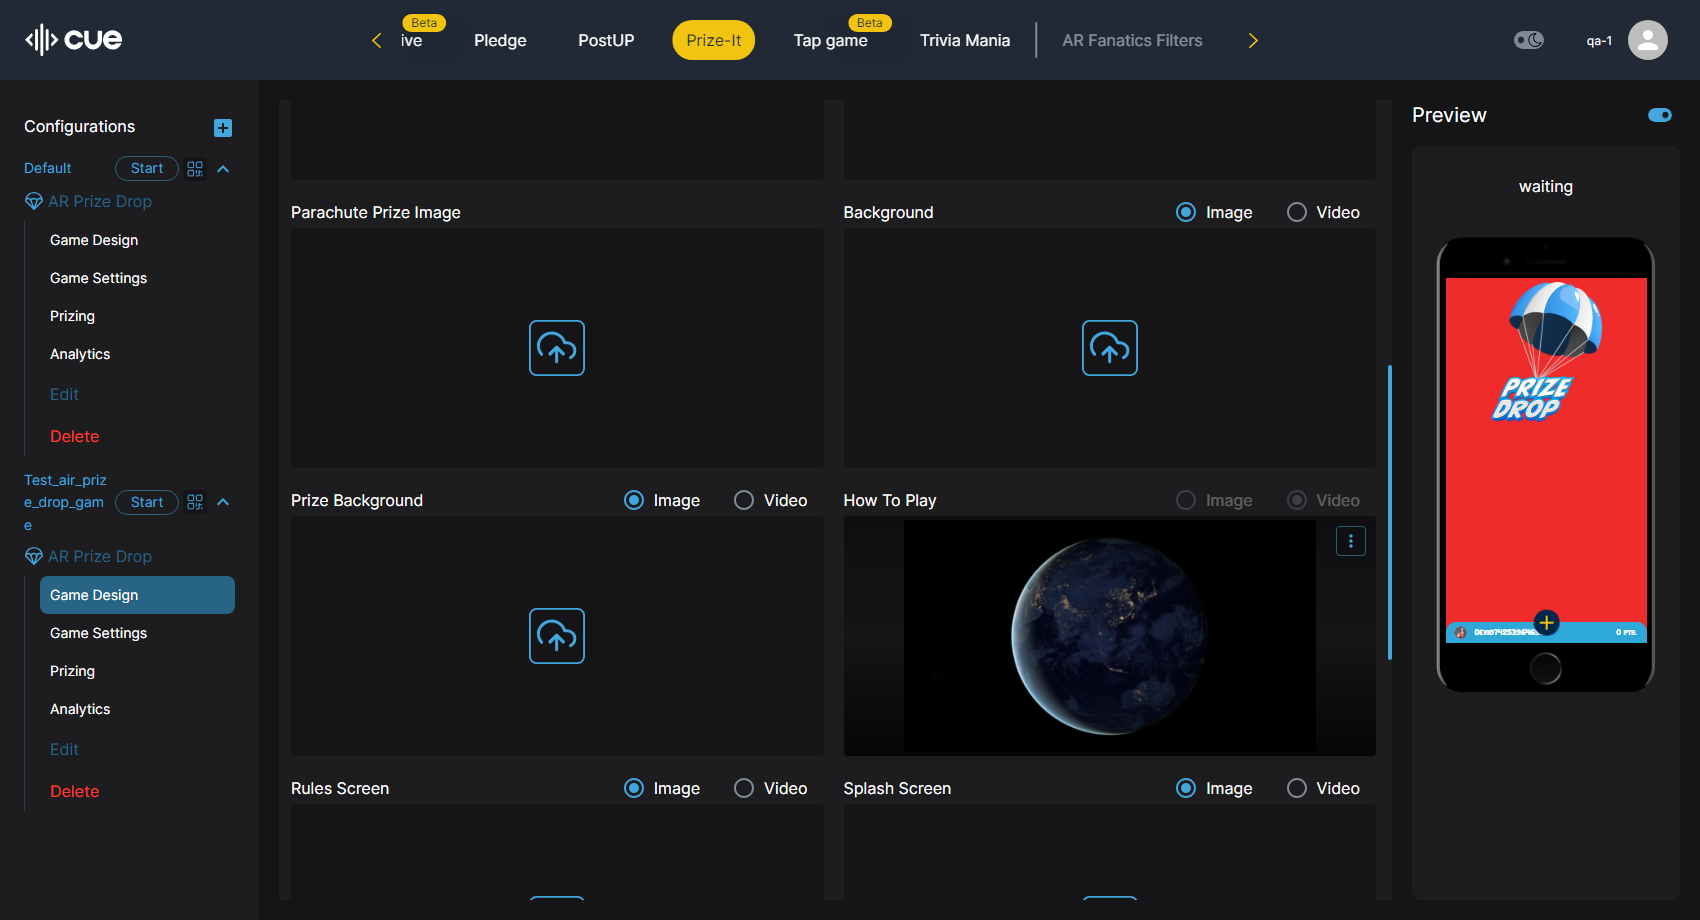 cue
Beta
ive
Pledge
PostUP
Prize-It
Beta
Tap game
Trivia Mania
AR Fanatics Filters
qa-1
Configurations
Default
Start
AR Prize Drop
Game Design
Game Settings
Prizing
Analytics
Edit
Delete
Test_air_priz
e_drop_gam
e
Start
AR Prize Drop
Game Design
Game Settings
Prizing
Analytics
Edit
Delete
Parachute Prize Image
Background
Image
Video
Prize Background
Image
Video
How To Play
Image
Video
Rules Screen
Image
Video
Splash Screen
Image
Video
Preview
waiting
PRIZE
DROP
0 PTS.